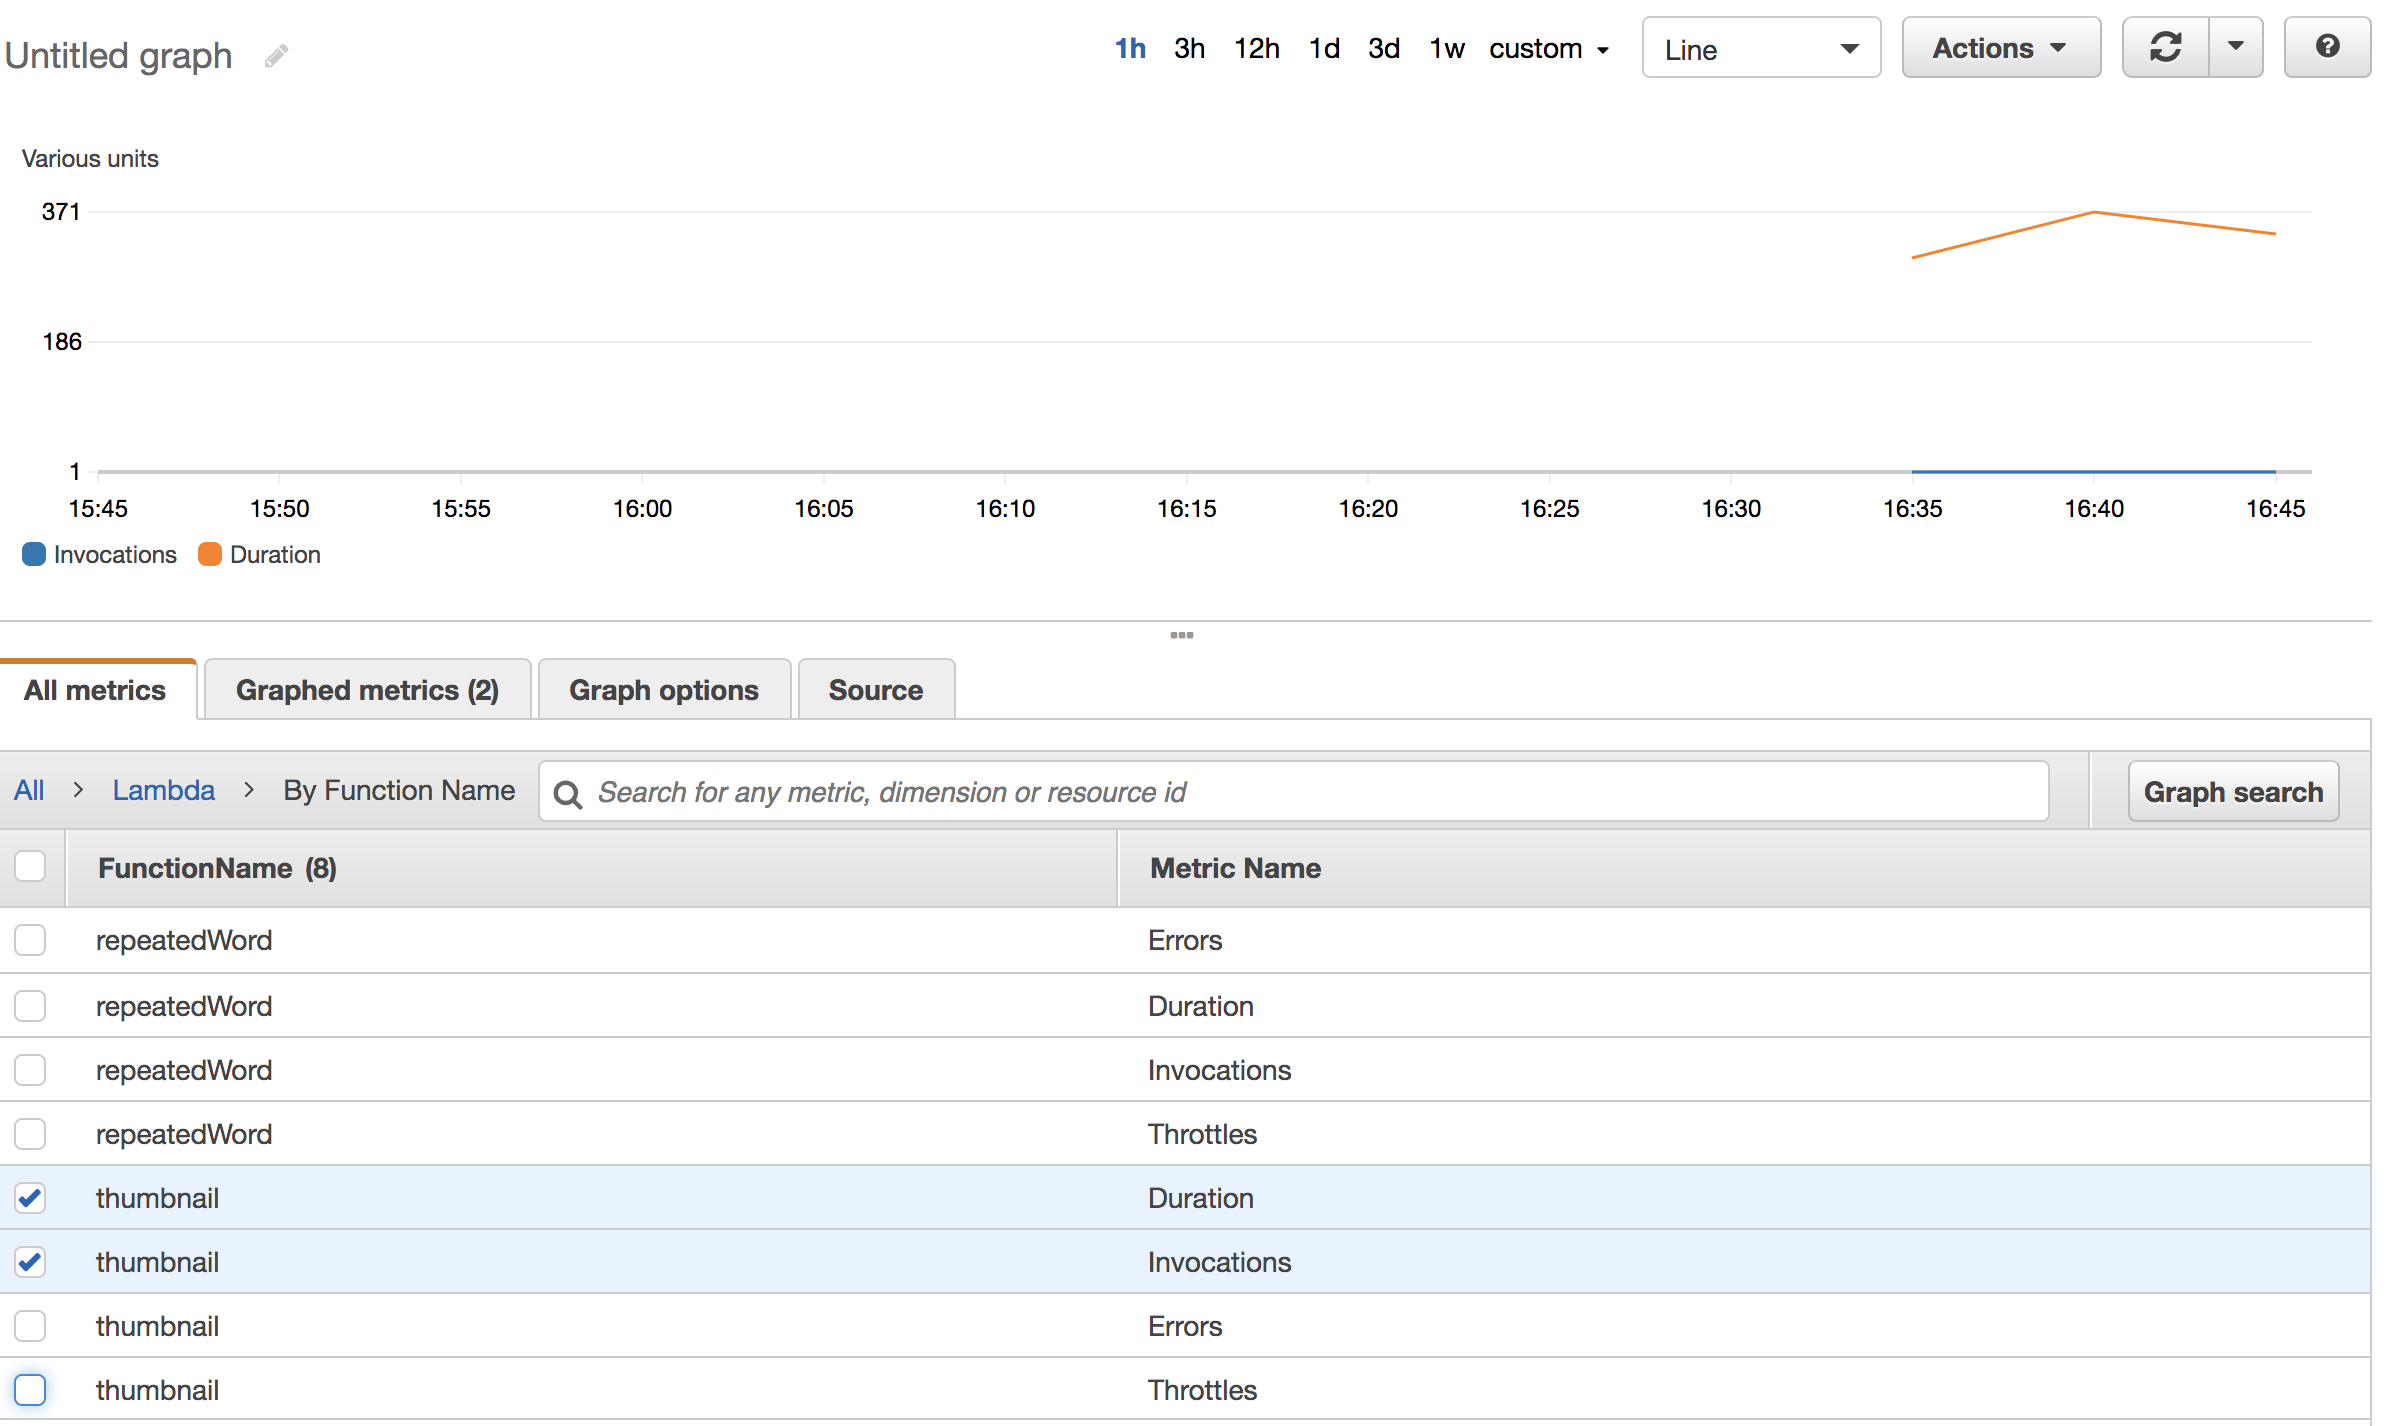 Untitled graph 1h 3h 12h 1d 3d 1w custom Line Actions ?
Various units
371
186
1
15:45 15:50 15:55 16:00 16:05 16:10 16:15 16:20 16:25 16:30 16:35 16:40 16:45
Invocations Duration
All metrics Graphed metrics (2) Graph options Source
All > Lambda > By Function Name Search for any metric, dimension or resource id Graph search
FunctionName (8) Metric Name
repeatedWord Errors
repeatedWord Duration
repeatedWord Invocations
repeatedWord Throttles
thumbnail Duration
thumbnail Invocations
thumbnail Errors
thumbnail Throttles